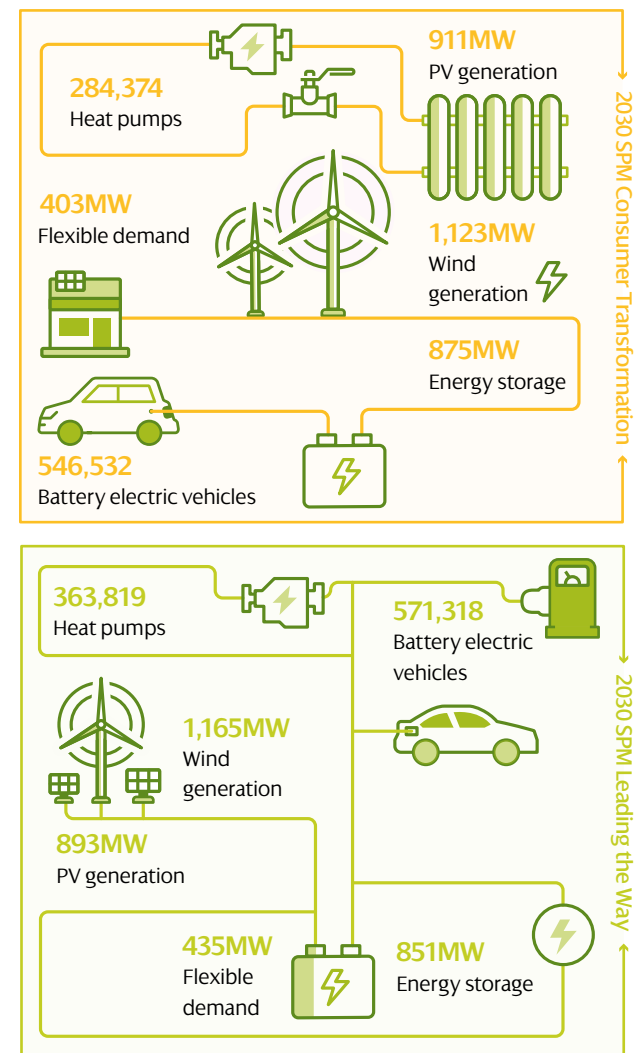 284,374
Heat pumps
911MW
PV generation
403MW
Flexible demand
1,123MW
Wind
generation
875MW
Energy storage
546,532
Battery electric vehicles
2030 SPM Consumer Transformation
363,819
Heat pumps
571,318
Battery electric
vehicles
1,165MW
Wind
generation
893MW
PV generation
435MW
Flexible
demand
851MW
Energy storage
2030 SPM Leading the Way